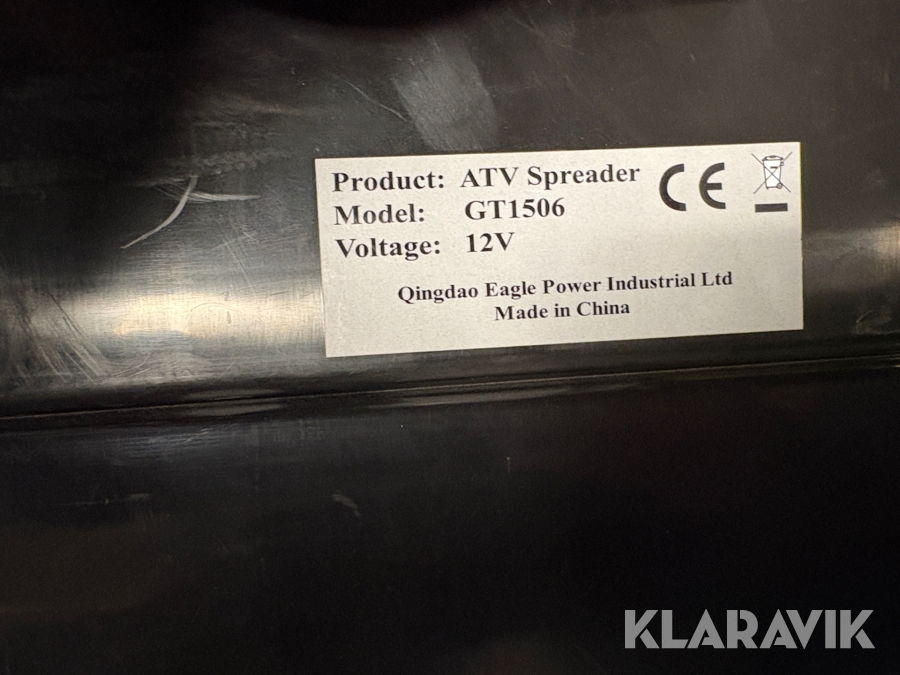 Product: ATV Spreader
Model: GT1506
Voltage: 12V
CE
Qingdao Eagle Power Industrial Ltd
Made in China
KLARAVIK